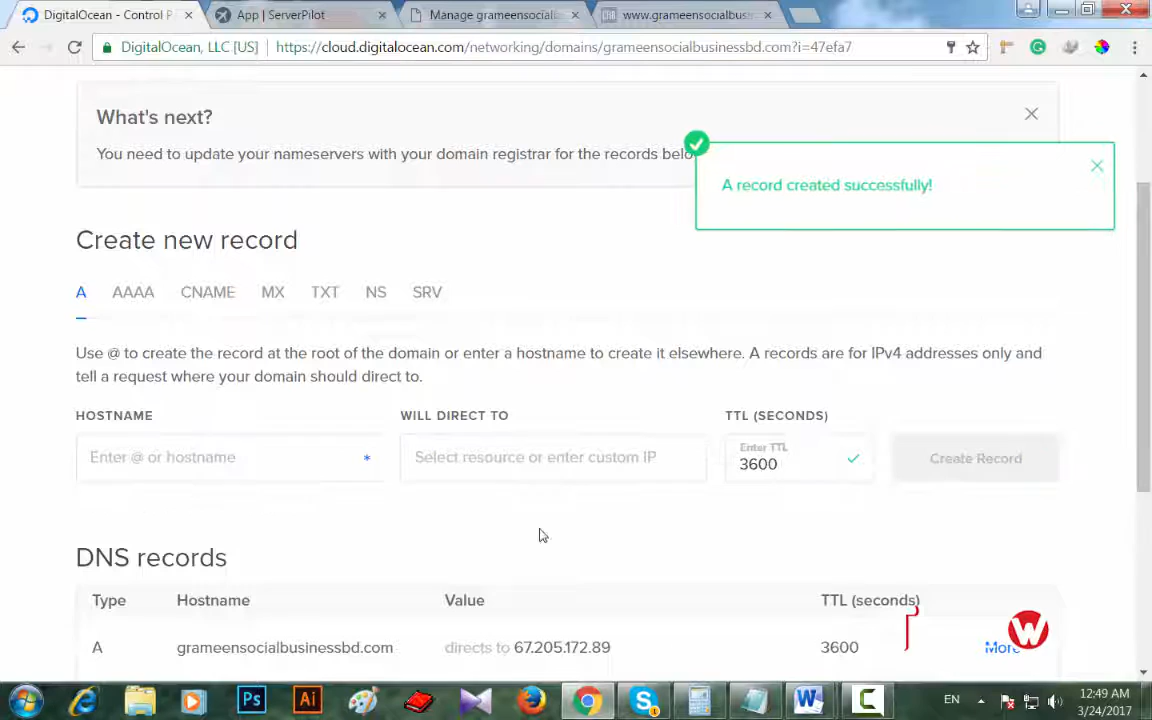 DigitalOcean - Control P
App | ServerPilot
Manage grameensocial
www.grameensocialbusi
DigitalOcean, LLC [US]
https://cloud.digitalocean.com/networking/domains/grameensocialbusinessbd.com?i=47efa7
What's next?
You need to update your nameservers with your domain registrar for the records belo
A record created successfully!
Create new record
A AAAA CNAME MX TXT NS SRV
Use @ to create the record at the root of the domain or enter a hostname to create it elsewhere. A records are for IPv4 addresses only and
tell a request where your domain should direct to.
HOSTNAME WILL DIRECT TO TTL (SECONDS)
Enter @ or hostname *
Select resource or enter custom IP
Enter TTL
3600
Create Record
DNS records
Type Hostname Value TTL (seconds)
A grameensocialbusinessbd.com directs to 67.205.172.89 3600 More
W
Ps Ai W C
EN
12:49 AM
3/24/2017